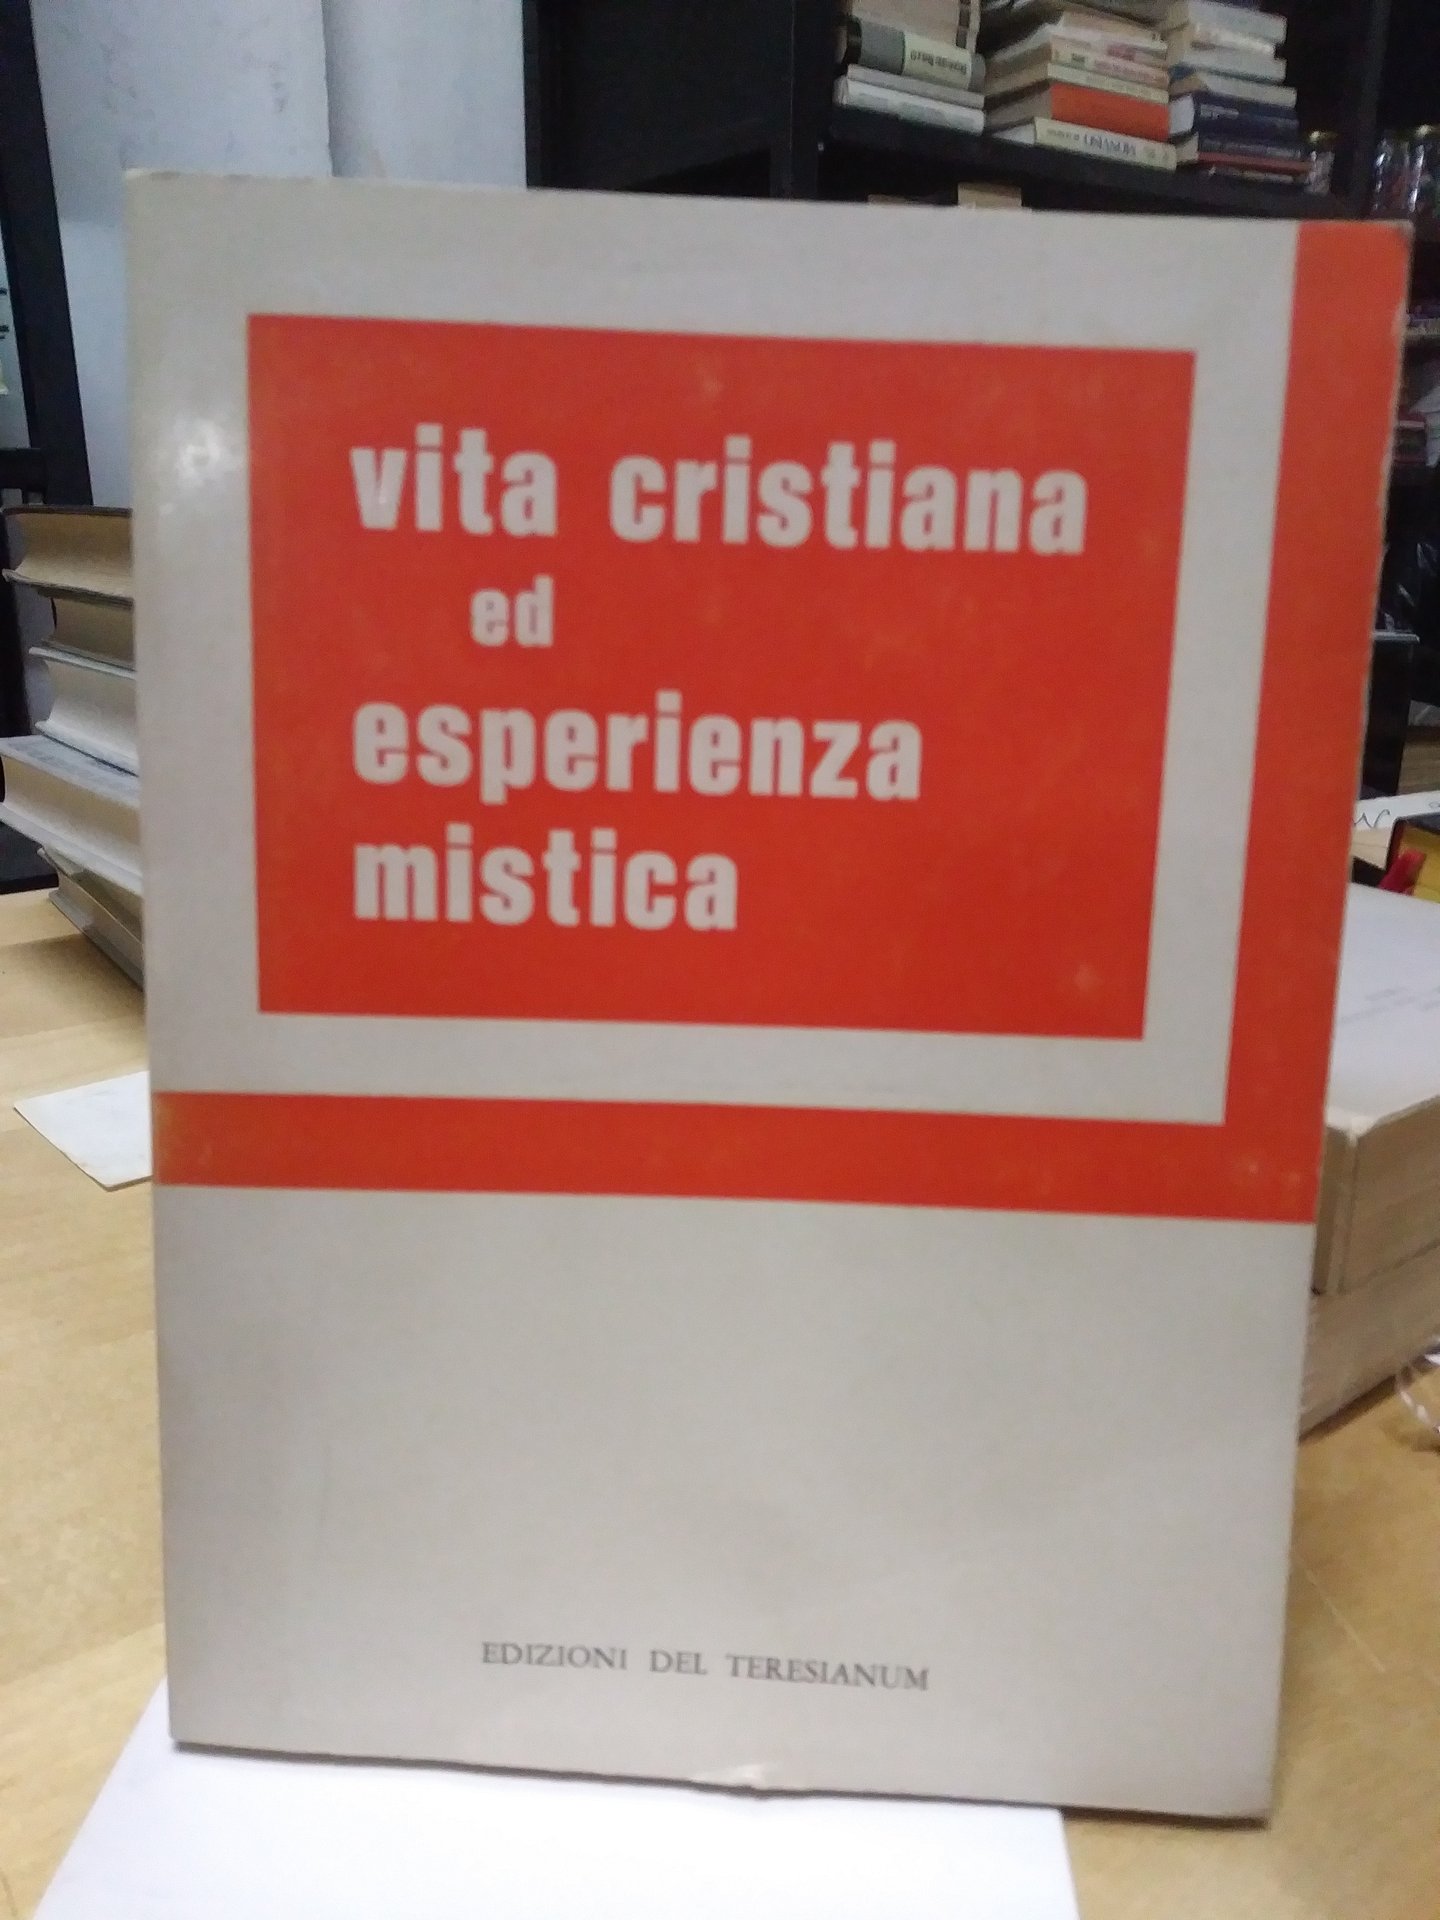 vita cristiana
ed
esperienza
mistica
EDIZIONI DEL TERESIANUM